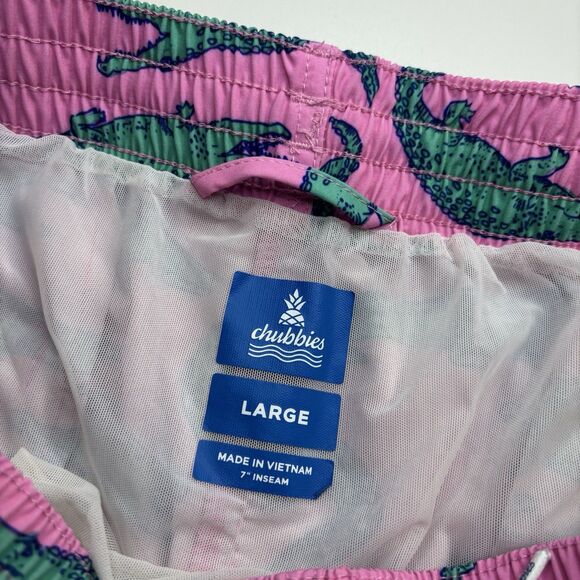 chubbies
LARGE
MADE IN VIETNAM
7" INSEAM